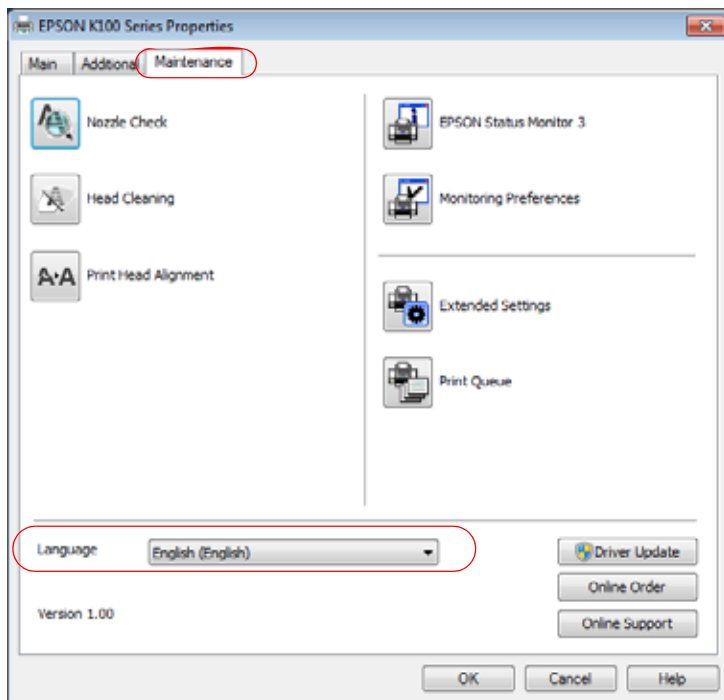 EPSON K100 Series Properties
Main Additional Maintenance
Nozzle Check
Head Cleaning
A·A Print Head Alignment
EPSON Status Monitor 3
Monitoring Preferences
Extended Settings
Print Queue
Language English (English)
Version 1.00
Driver Update
Online Order
Online Support
OK Cancel Help